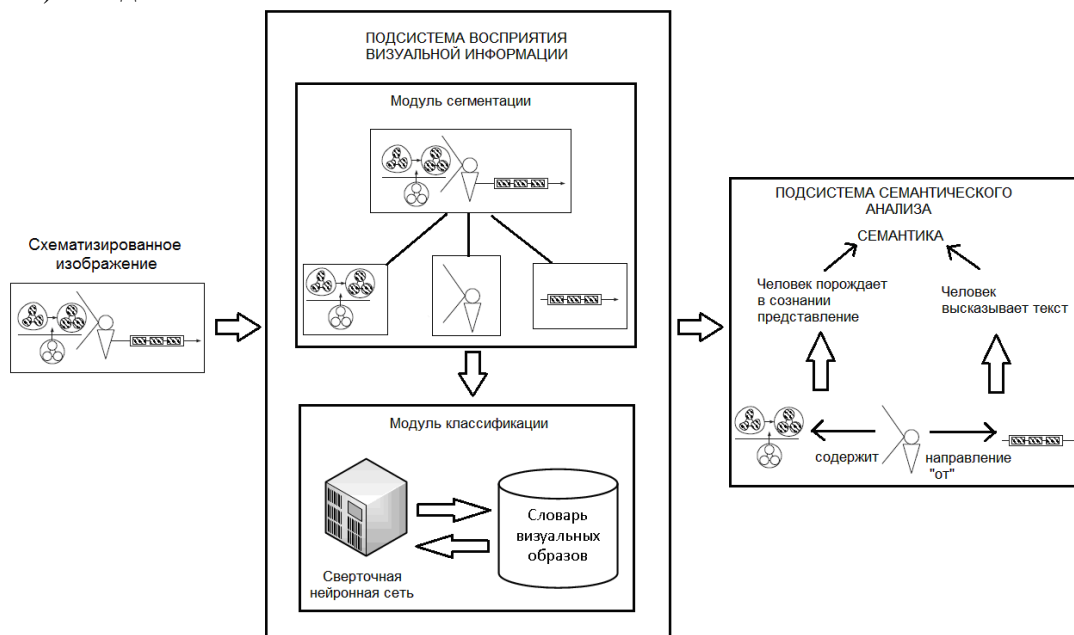 ПОДСИСТЕМА ВОСПРИЯТИЯ
ВИЗУАЛЬНОЙ ИНФОРМАЦИИ
Модуль сегментации
Схематизированное
изображение
Модуль классификации
Сверточная
нейронная сеть
Словарь
визуальных
образов
ПОДСИСТЕМА СЕМАНТИЧЕСКОГО
АНАЛИЗА
СЕМАНТИКА
Человек порождает
в сознании
представление
Человек
высказывает текст
содержит
направление
"от"